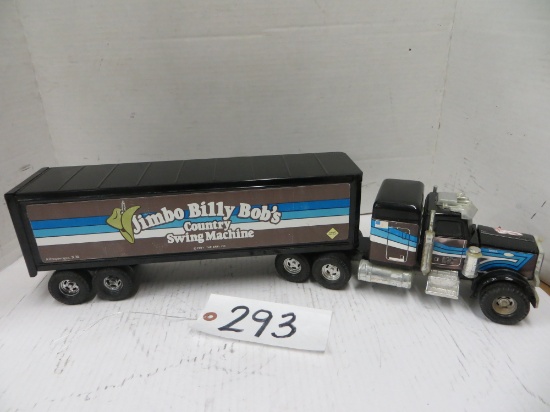 Jimbo Billy Bob's
Country
Swing Machine
293